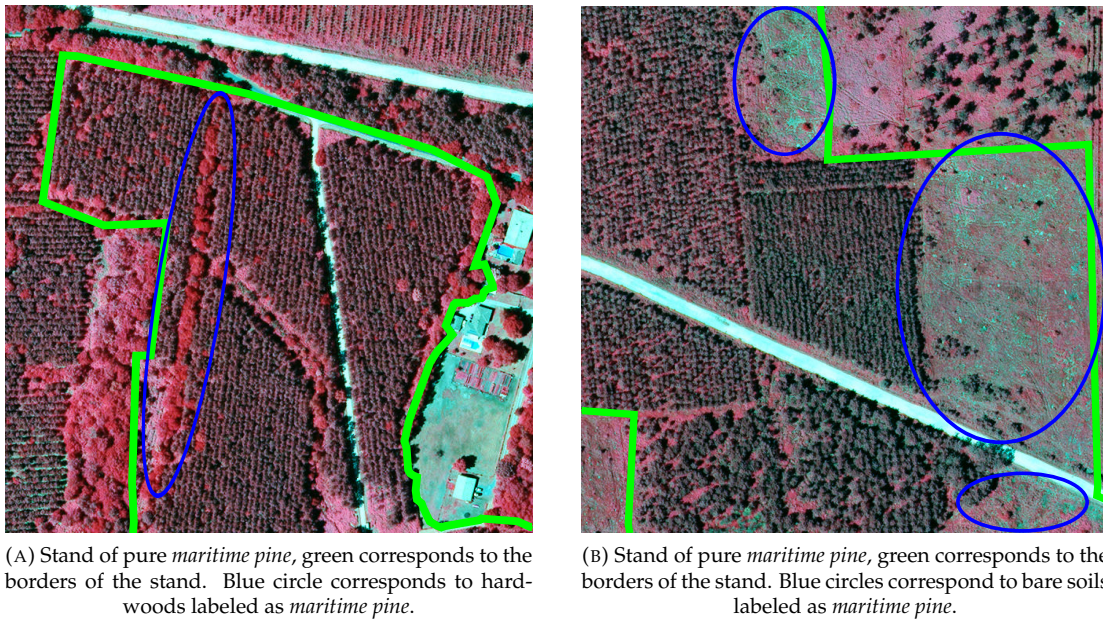 (A) Stand of pure maritime pine, green corresponds to the
borders of the stand. Blue circle corresponds to hard-
woods labeled as maritime pine.
(B) Stand of pure maritime pine, green corresponds to the
borders of the stand. Blue circles correspond to bare soils
labeled as maritime pine.